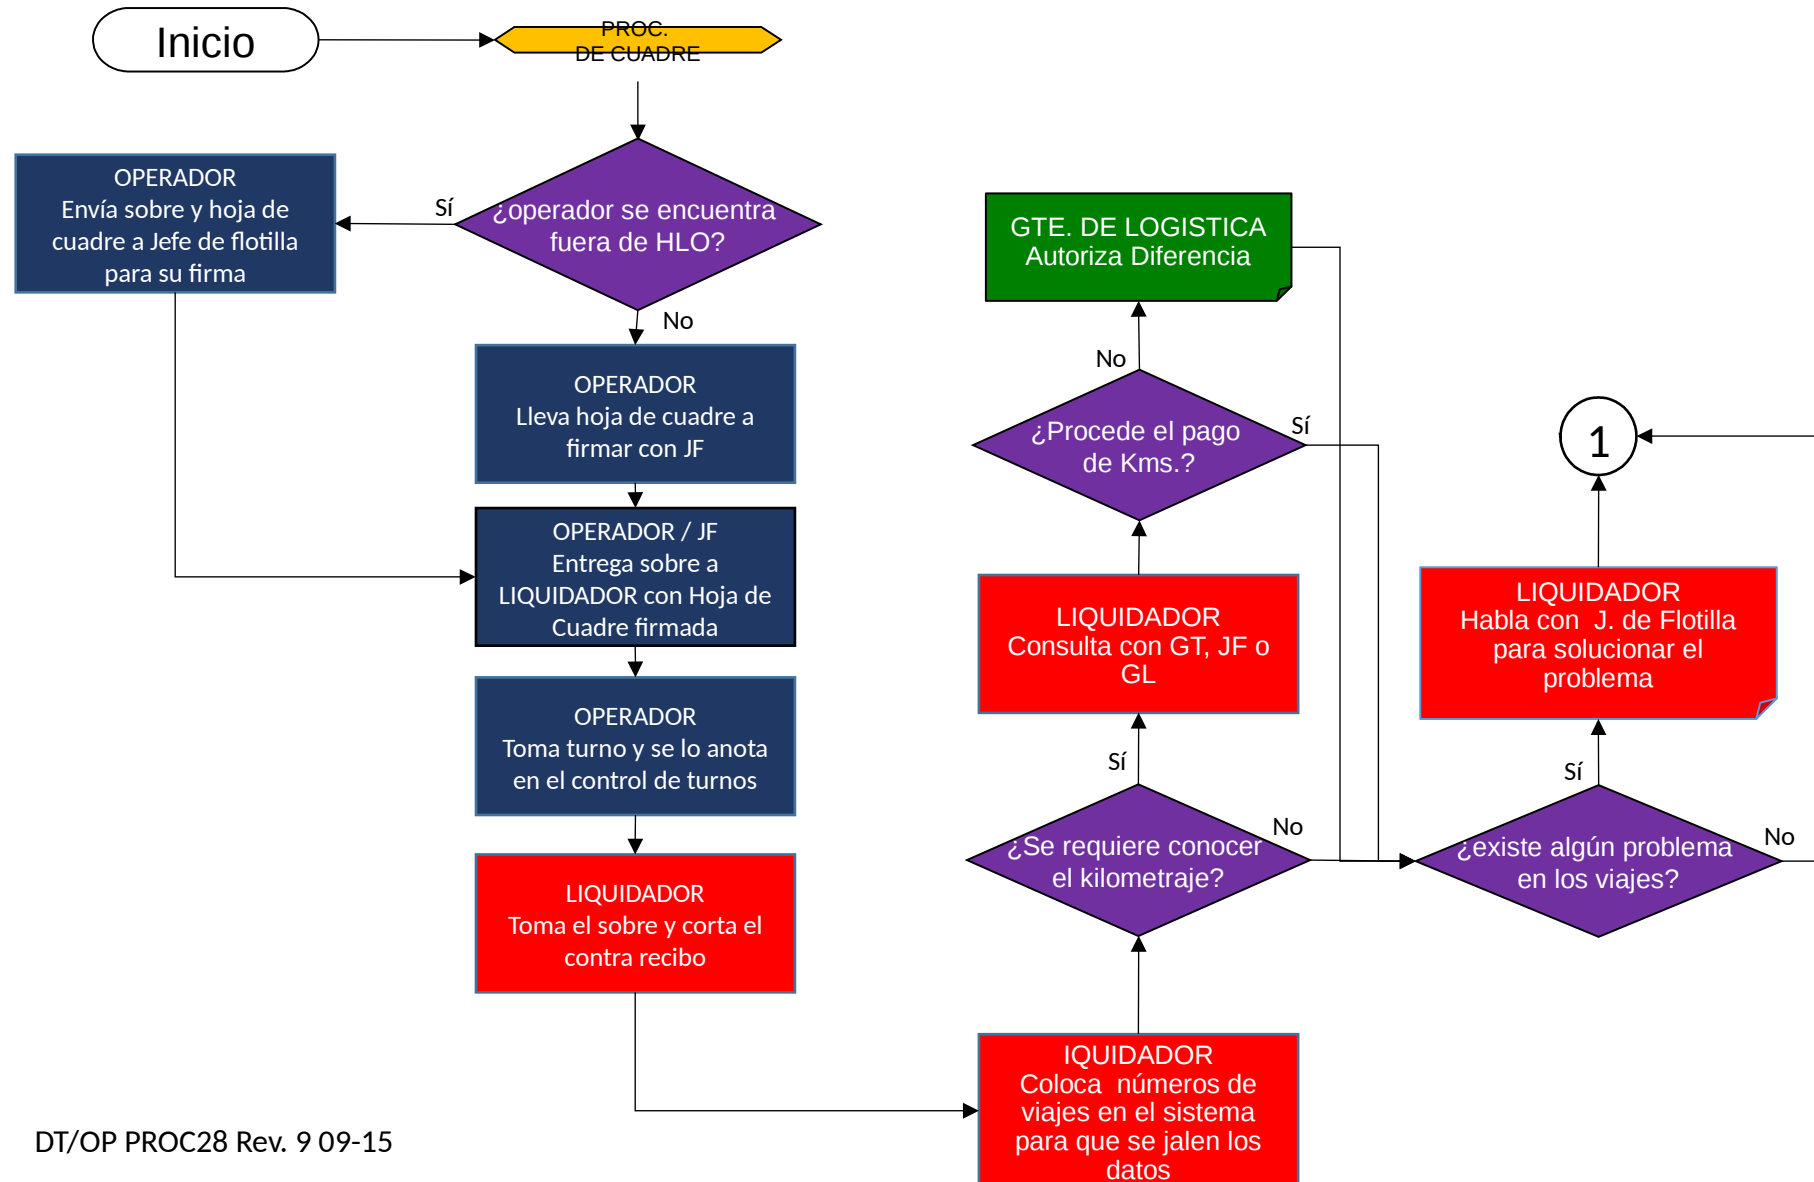 Inicio
PROC.
DE CUADRE
OPERADOR
Envía sobre y hoja de
cuadre a Jefe de flotilla
para su firma
Sí
¿operador se encuentra
fuera de HLO?
No
OPERADOR
Lleva hoja de cuadre a
firmar con JF
OPERADOR / JF
Entrega sobre a
LIQUIDADOR con Hoja de
Cuadre firmada
OPERADOR
Toma turno y se lo anota
en el control de turnos
LIQUIDADOR
Toma el sobre y corta el
contra recibo
IQUIDADOR
Coloca  números de
viajes en el sistema
para que se jalen los
datos
¿Se requiere conocer
el kilometraje?
Sí
No
LIQUIDADOR
Consulta con GT, JF o
GL
¿Procede el pago
de Kms.?
No
Sí
GTE. DE LOGISTICA
Autoriza Diferencia
¿existe algún problema
en los viajes?
Sí
No
LIQUIDADOR
Habla con  J. de Flotilla
para solucionar el
problema
1
DT/OP PROC28 Rev. 9 09-15